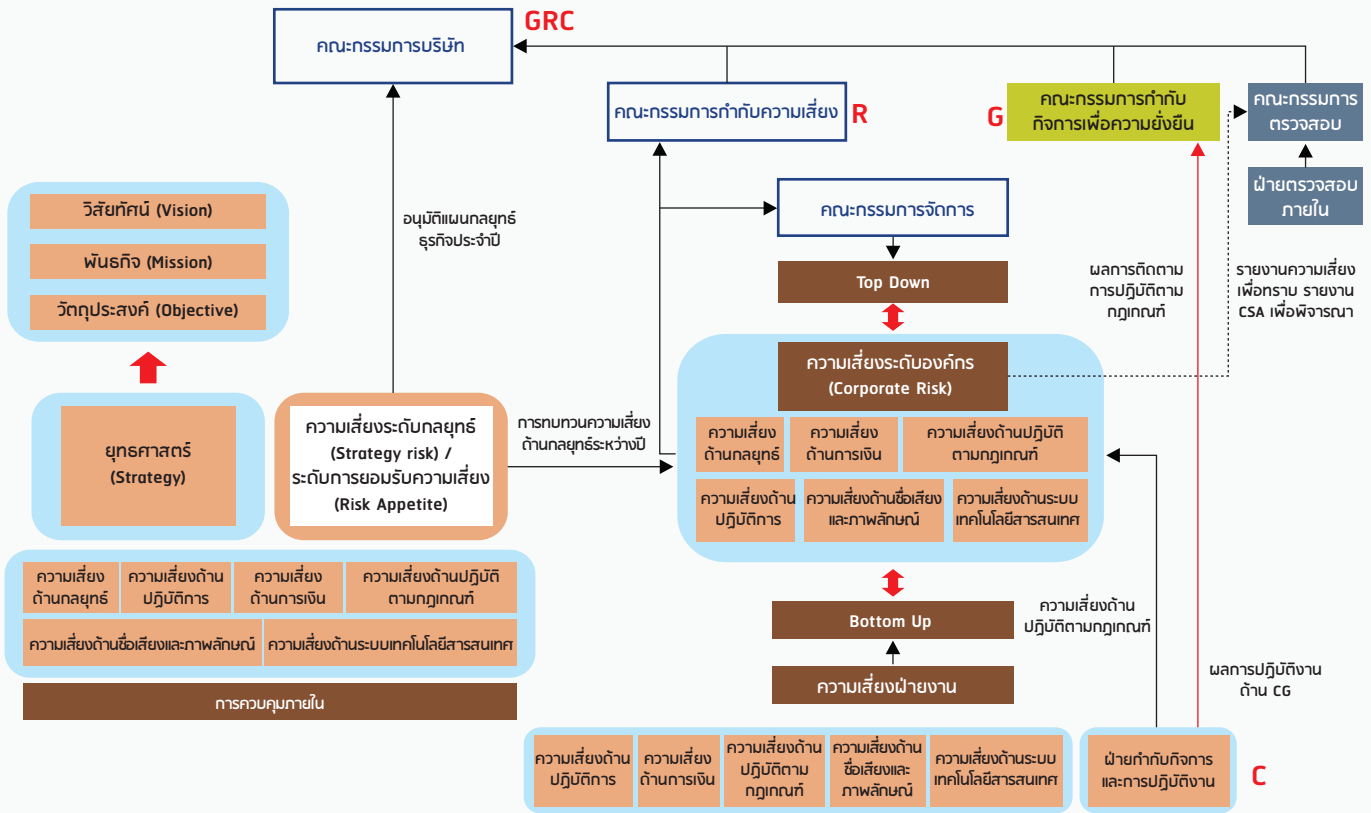 GRC
คณะกรรมการบริษัท
คณะกรรมการกำกับความเสี่ยง
R
G
คณะกรรมการกำกับ
กิจการเพื่อความยั่งยืน
คณะกรรมการ
ตรวจสอบ
ฝ่ายตรวจสอบ
ภายใน
วิสัยทัศน์ (Vision)
พันธกิจ (Mission)
วัตถุประสงค์ (Objective)
อนุมัติแผนกลยุทธ์
ธุรกิจประจำปี
คณะกรรมการจัดการ
Top Down
ผลการติดตาม
การปฏิบัติตาม
กฎเกณฑ์
รายงานความเสี่ยง
เพื่อทราบ รายงาน
CSA เพื่อพิจารณา
ยุทธศาสตร์
(Strategy)
ความเสี่ยงระดับกลยุทธ์
(Strategy risk) /
ระดับการยอมรับความเสี่ยง
(Risk Appetite)
การทบทวนความเสี่ยง
ด้านกลยุทธ์ระหว่างปี
ความเสี่ยงระดับองค์กร
(Corporate Risk)
ความเสี่ยง
ด้านกลยุทธ์
ความเสี่ยง
ด้านการเงิน
ความเสี่ยงด้านปฏิบัติ
ตามกฎเกณฑ์
ความเสี่ยงด้าน
ปฏิบัติการ
ความเสี่ยงด้านชื่อเสียง
และภาพลักษณ์
ความเสี่ยงด้านระบบ
เทคโนโลยีสารสนเทศ
ความเสี่ยง
ด้านกลยุทธ์
ความเสี่ยงด้าน
ปฏิบัติการ
ความเสี่ยง
ด้านการเงิน
ความเสี่ยงด้านปฏิบัติ
ตามกฎเกณฑ์
ความเสี่ยงด้านชื่อเสียงและภาพลักษณ์
ความเสี่ยงด้านระบบเทคโนโลยีสารสนเทศ
การควบคุมภายใน
Bottom Up
ความเสี่ยงด้าน
ปฏิบัติตามกฎเกณฑ์
ความเสี่ยงฝ่ายงาน
ผลการปฏิบัติงาน
ด้าน CG
ความเสี่ยงด้าน
ปฏิบัติการ
ความเสี่ยง
ด้านการเงิน
ความเสี่ยงด้าน
ปฏิบัติตาม
กฎเกณฑ์
ความเสี่ยงด้าน
ชื่อเสียงและ
ภาพลักษณ์
ความเสี่ยงด้านระบบ
เทคโนโลยีสารสนเทศ
ฝ่ายกำกับกิจการ
และการปฏิบัติงาน
C